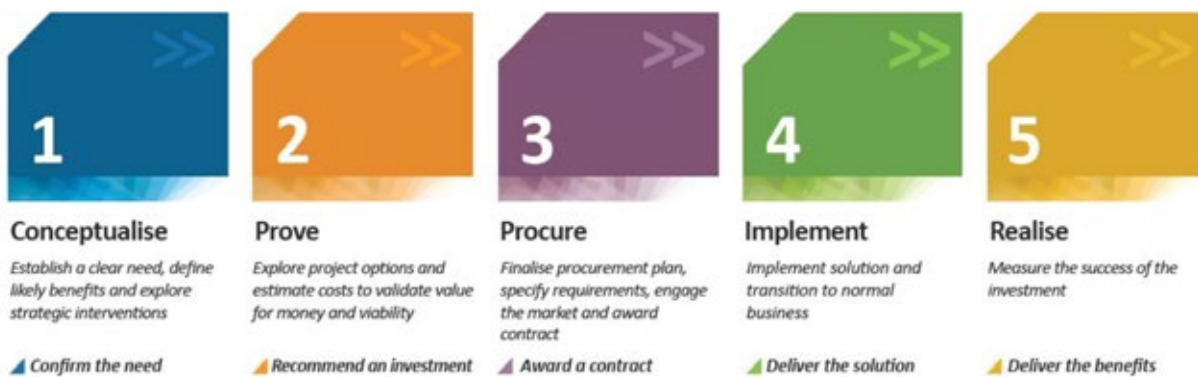 1
Conceptualise
Establish a clear need, define
likely benefits and explore
strategic interventions
Confirm the need
2
Prove
Explore project options and
estimate costs to validate value
for money and viability
Recommend an investment
3
Procure
Finalise procurement plan,
specify requirements, engage
the market and award
contract
Award a contract
4
Implement
Implement solution and
transition to normal
business
Deliver the solution
5
Realise
Measure the success of the
investment
Deliver the benefits